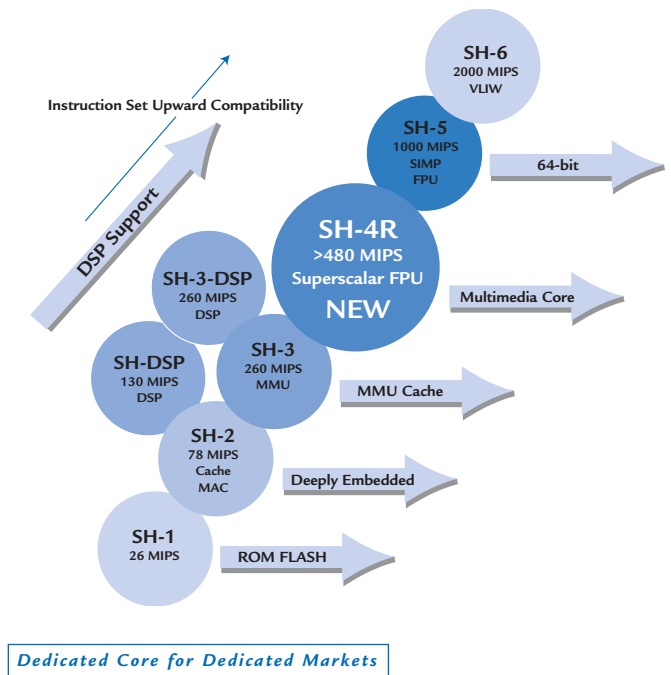 SH-6
2000 MIPS
VLIW
Instruction Set Upward Compatibility
SH-5
1000 MIPS
SIMP
FPU
64-bit
DSP Support
SH-4R
>480 MIPS
Superscalar FPU
NEW
SH-3-DSP
260 MIPS
DSP
Multimedia Core
SH-DSP
130 MIPS
DSP
SH-3
260 MIPS
MMU
MMU Cache
SH-2
78 MIPS
Cache
MAC
Deeply Embedded
SH-1
26 MIPS
ROM FLASH
Dedicated Core for Dedicated Markets